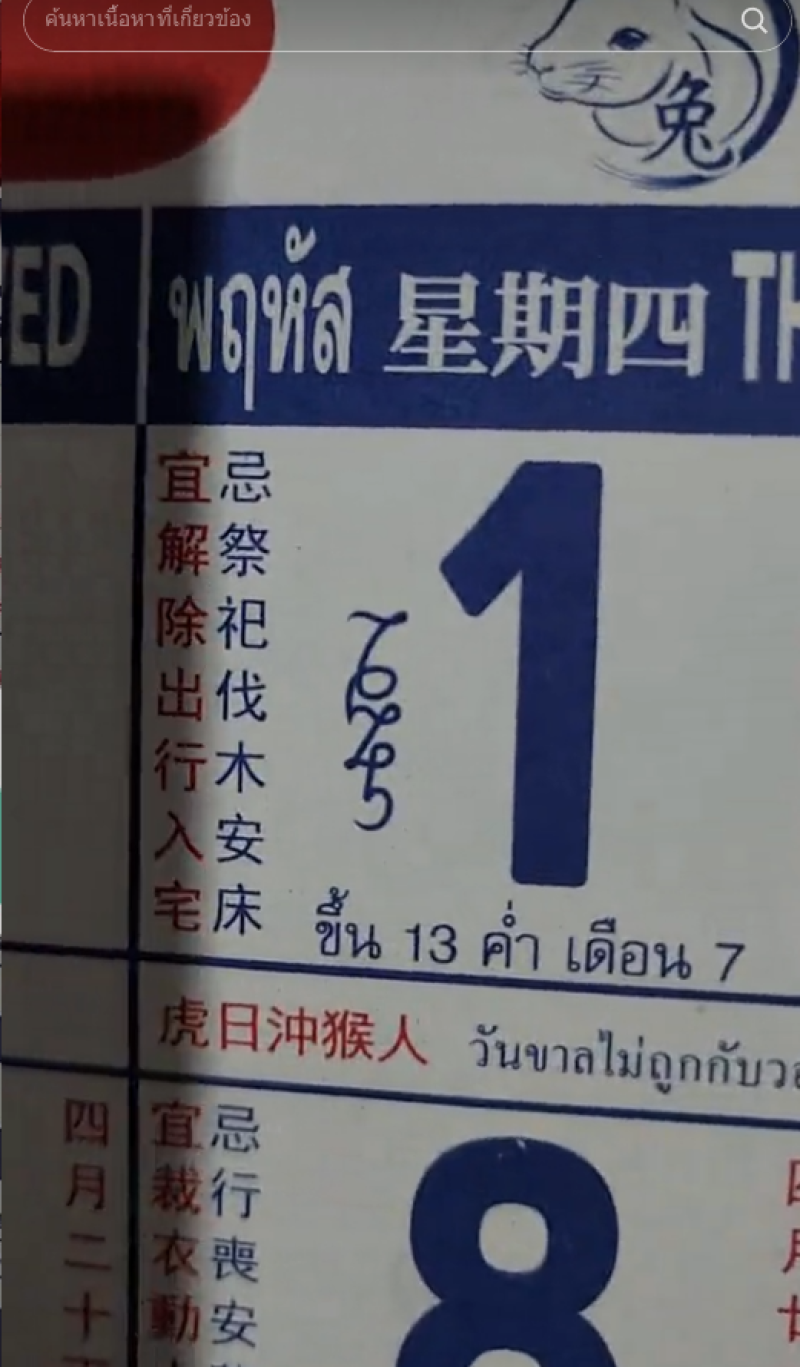 ค้นหาเนื้อหาที่เกี่ยวข้อง
兔
ED
พฤหัส 星期四 TH
宜解除出行入宅
忌祭祀伐木安床
1
ขึ้น 13 ค่ำ เดือน 7
虎日沖猴人 วันขาลไม่ถูกกับวอ
四月二十
宜裁衣動
忌行喪安
8